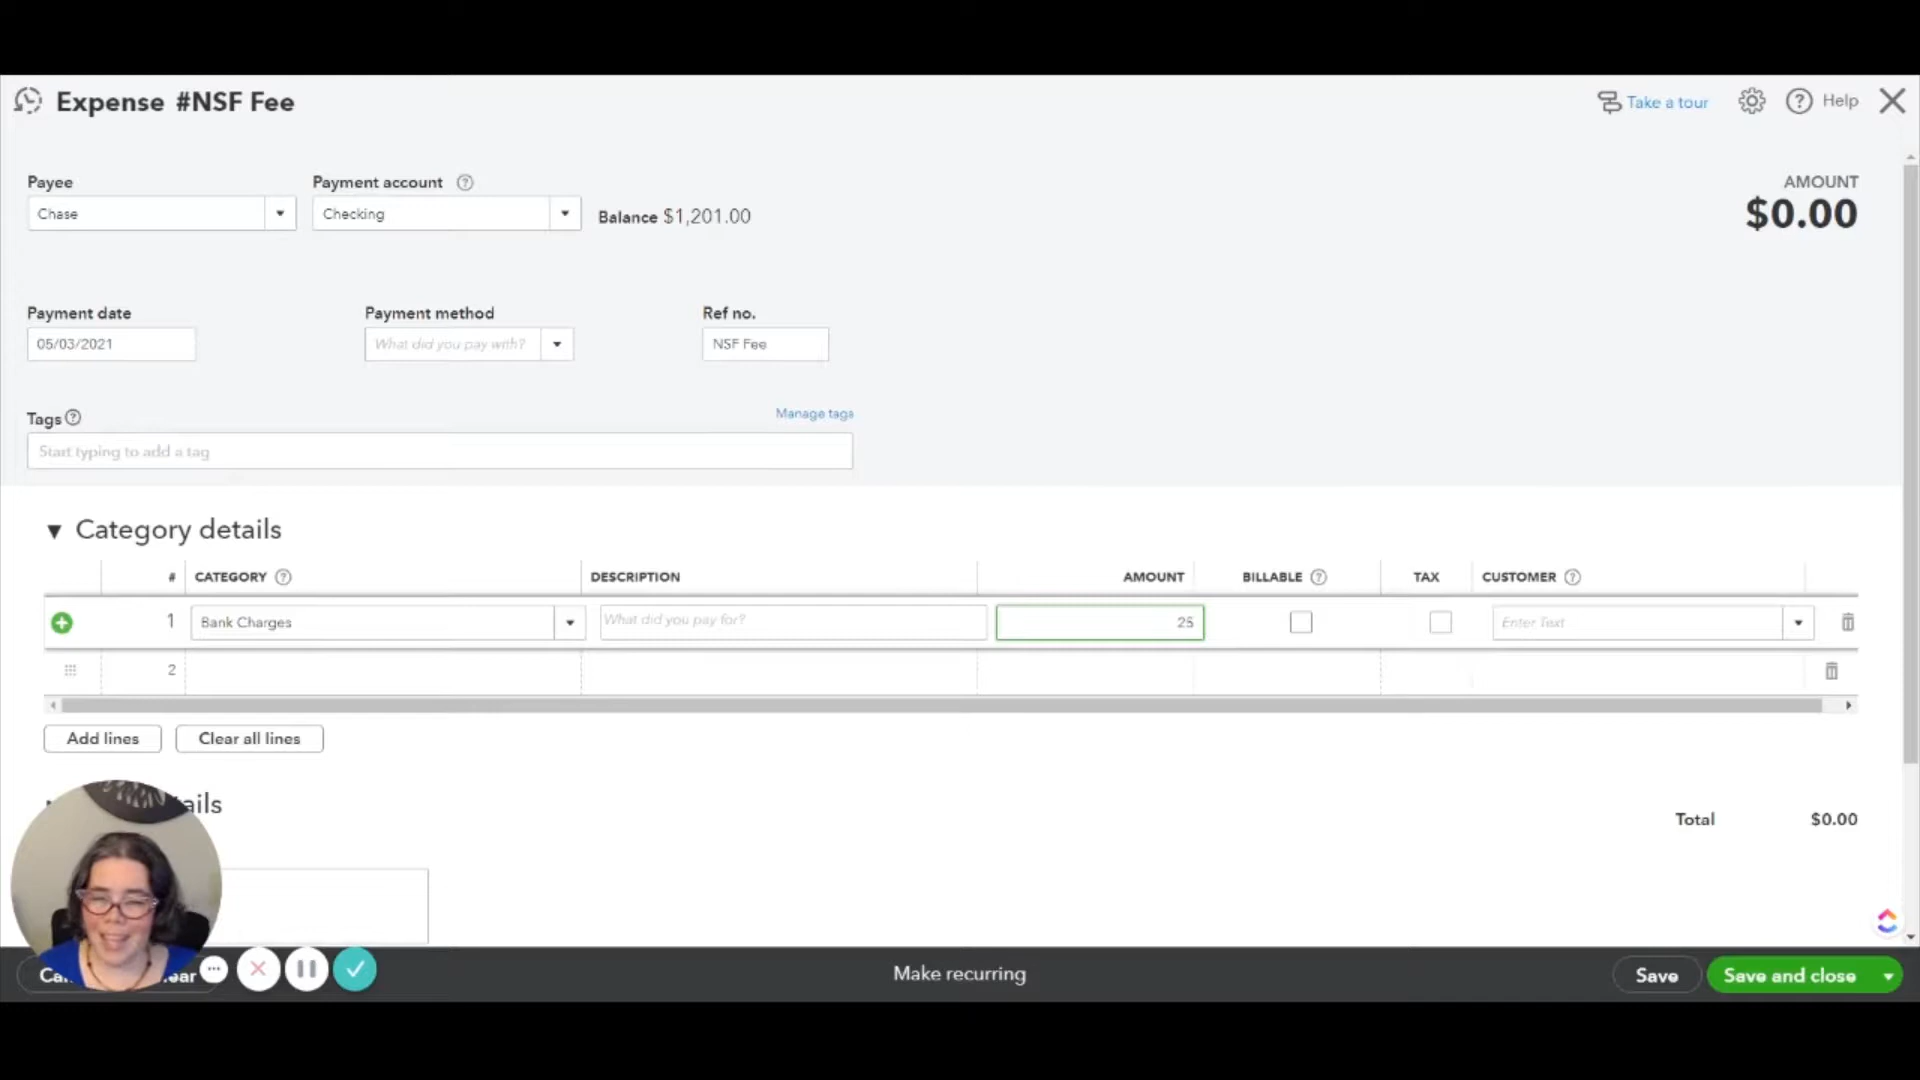 Expense #NSF Fee
Take a tour
Help
Payee
Payment account
AMOUNT
Chase
Checking
Balance $1,201.00
$0.00
Payment date
Payment method
Ref no.
05/03/2021
What did you pay with?
NSF Fee
Tags
Manage tags
Start typing to add a tag
Category details
# CATEGORY DESCRIPTION AMOUNT BILLABLE TAX CUSTOMER
1 Bank Charges What did you pay for? 25 Enter Text
2
Add lines
Clear all lines
ails
Total $0.00
Ca
ear
Make recurring
Save
Save and close